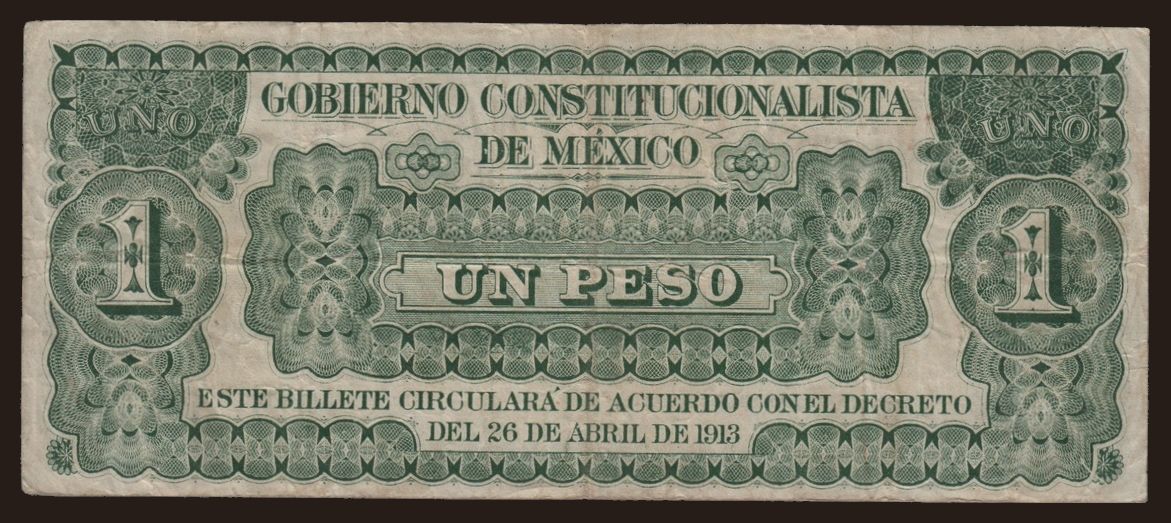 GOBIERNO CONSTITUCIONALISTA
UNO UNO
DE MÉXICO
1 1
UN PESO
ESTE BILLETE CIRCULARÁ DE ACUERDO CON EL DECRETO
DEL 26 DE ABRIL DE 1913